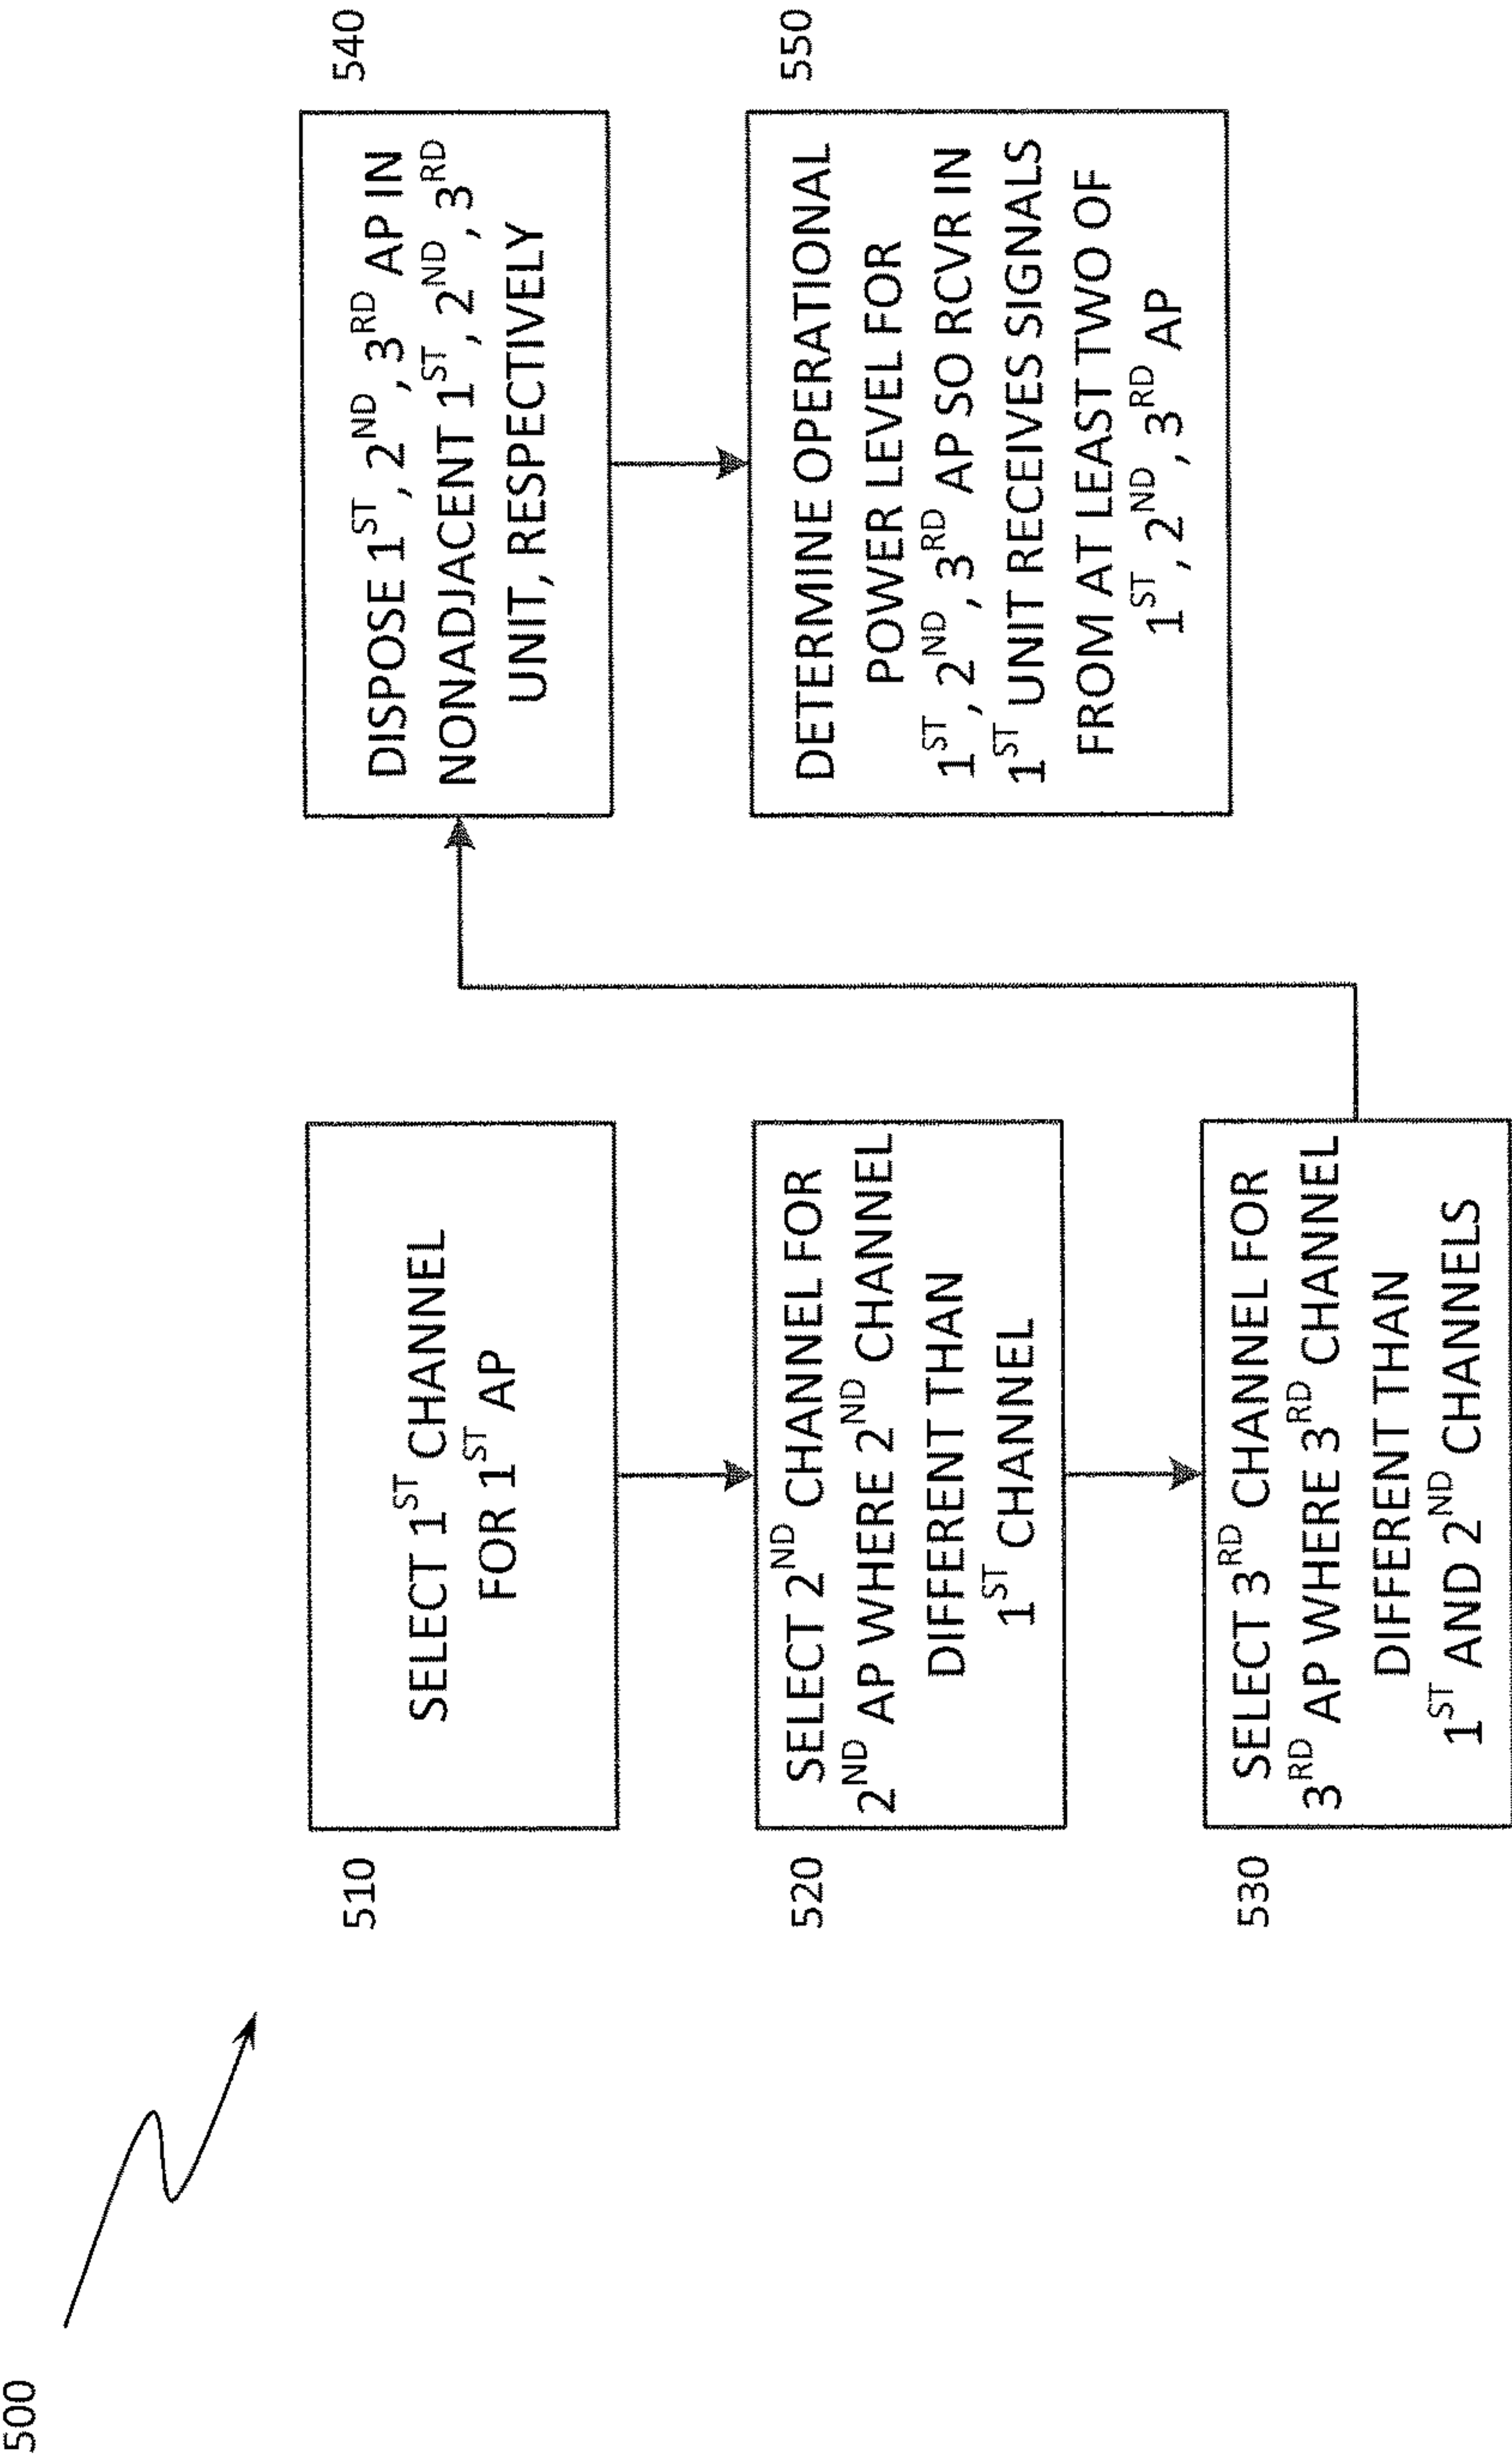 500
510
SELECT 1ST CHANNEL
FOR 1ST AP
520
SELECT 2ND CHANNEL FOR
2ND AP WHERE 2ND CHANNEL
DIFFERENT THAN
1ST CHANNEL
530
SELECT 3RD CHANNEL FOR
3RD AP WHERE 3RD CHANNEL
DIFFERENT THAN
1ST AND 2ND CHANNELS
540
DISPOSE 1ST, 2ND, 3RD AP IN
NONADJACENT 1ST, 2ND, 3RD
UNIT, RESPECTIVELY
550
DETERMINE OPERATIONAL
POWER LEVEL FOR
1ST, 2ND, 3RD AP SO RCVR IN
1ST UNIT RECEIVES SIGNALS
FROM AT LEAST TWO OF
1ST, 2ND, 3RD AP